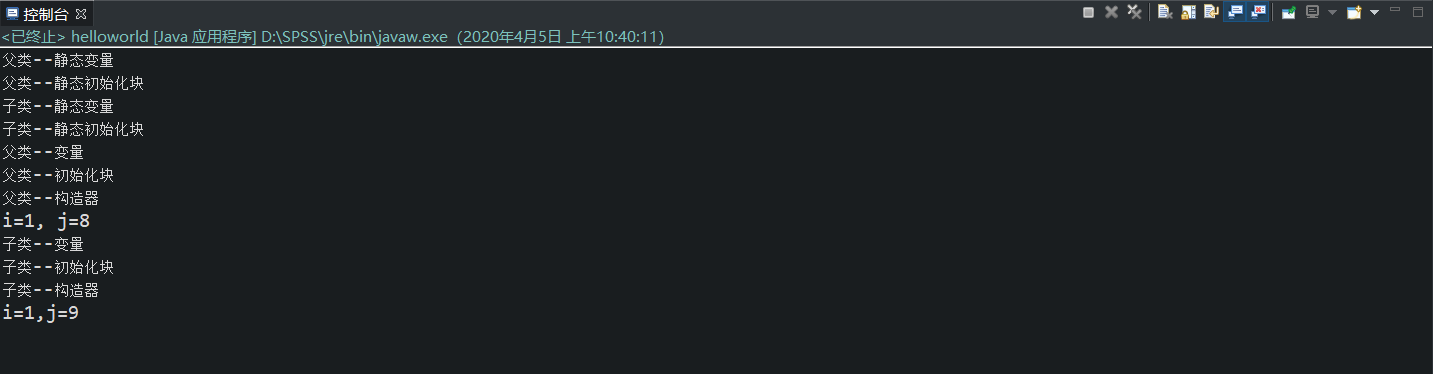 控制台
<已终止> helloworld [Java 应用程序] D:\SPSS\jre\bin\javaw.exe（2020年4月5日 上午10:40:11）
父类--静态变量
父类--静态初始化块
子类--静态变量
子类--静态初始化块
父类--变量
父类--初始化块
父类--构造器
i=1, j=8
子类--变量
子类--初始化块
子类--构造器
i=1,j=9